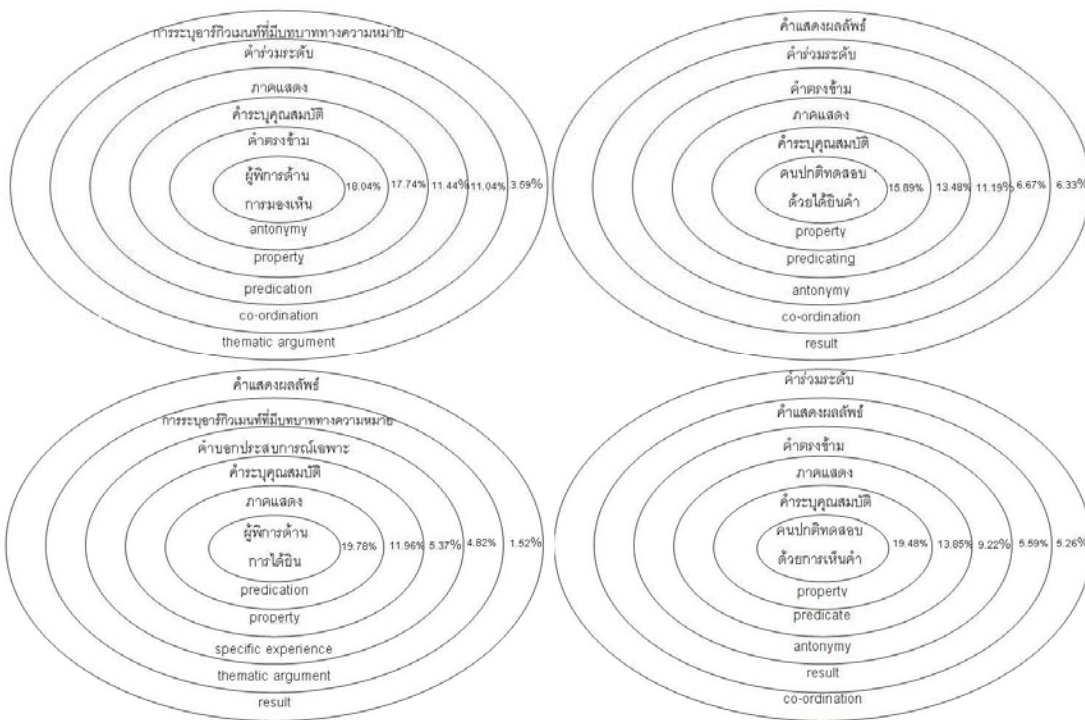 การระบุอาร์กิวเมนท์ที่มีบทบาททางความหมาย
คำร่วมระดับ
ภาคแสดง
คำระบุคุณสมบัติ
คำตรงข้าม
ผู้พิการด้าน
การมองเห็น
18.04% 17.74% 11.44% 11.04% 3.59%
antonymy
property
predication
co-ordination
thematic argument
คำแสดงผลลัพธ์
คำร่วมระดับ
คำตรงข้าม
ภาคแสดง
คำระบุคุณสมบัติ
คนปกติทดสอบ
ด้วยได้ยินคำ
15.89% 13.48% 11.19% 6.67% 6.33%
property
predicating
antonymy
co-ordination
result
คำแสดงผลลัพธ์
การระบุอาร์กิวเมนท์ที่มีบทบาททางความหมาย
คำบอกประสบการณ์เฉพาะ
คำระบุคุณสมบัติ
ภาคแสดง
ผู้พิการด้าน
การได้ยิน
19.78% 11.96% 5.37% 4.82% 1.52%
predication
property
specific experience
thematic argument
result
คำร่วมระดับ
คำแสดงผลลัพธ์
คำตรงข้าม
ภาคแสดง
คำระบุคุณสมบัติ
คนปกติทดสอบ
ด้วยการเห็นคำ
19.48% 13.85% 9.22% 5.59% 5.26%
property
predicate
antonymy
result
co-ordination